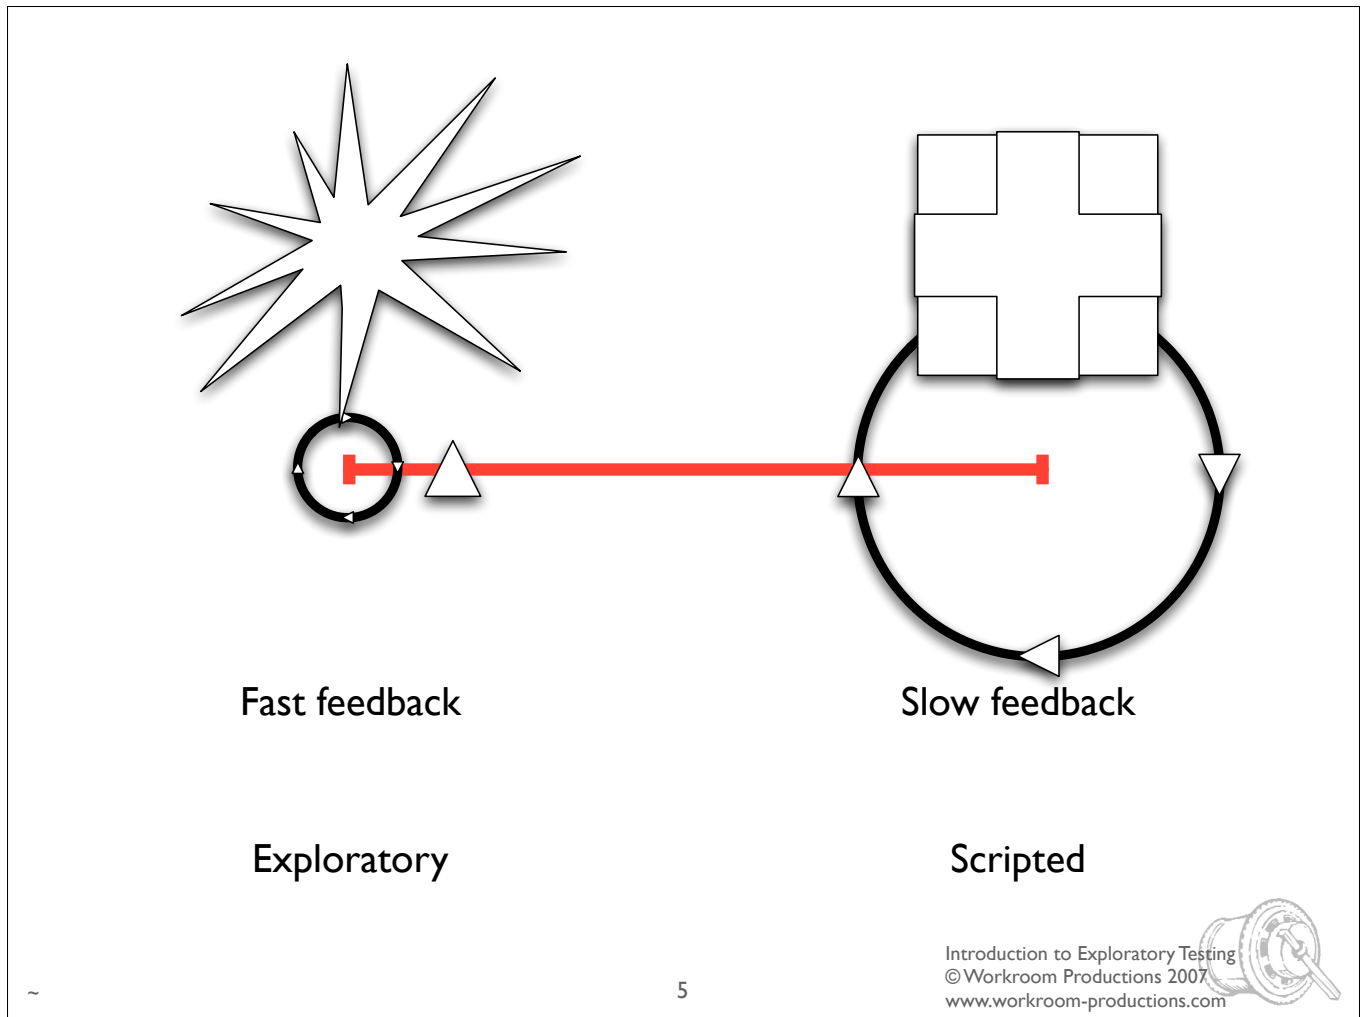 Fast feedback
Slow feedback
Exploratory
Scripted
Introduction to Exploratory Testing
© Workroom Productions 2007
www.workroom-productions.com
~
5